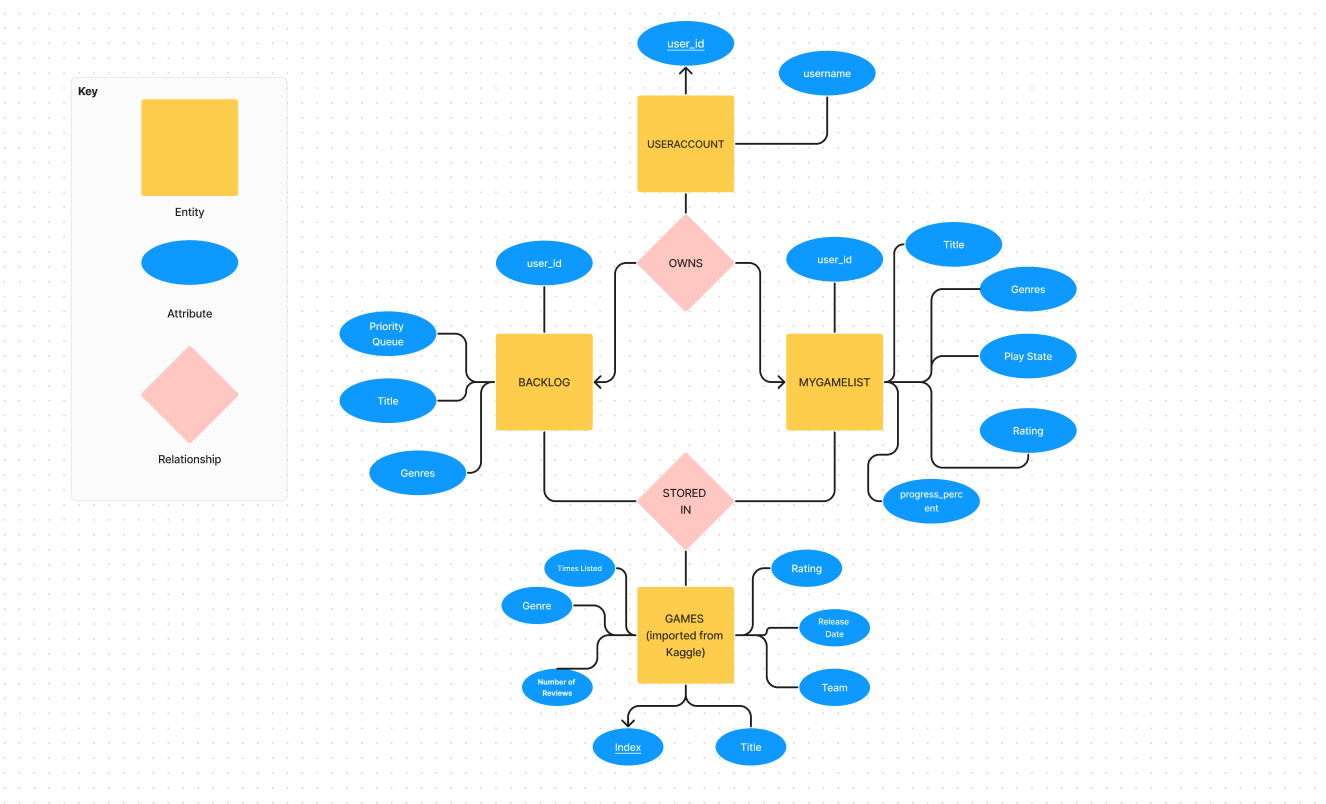 Key
Entity
Attribute
Relationship
user_id
username
USERACCOUNT
OWNS
user_id
user_id
Title
Genres
Priority
Queue
Play State
BACKLOG
MYGAMELIST
Title
Rating
Genres
STORED
IN
progress_perc
ent
Times Listed
Rating
Genre
GAMES
(imported from
Kaggle)
Release
Date
Number of
Reviews
Team
Index
Title